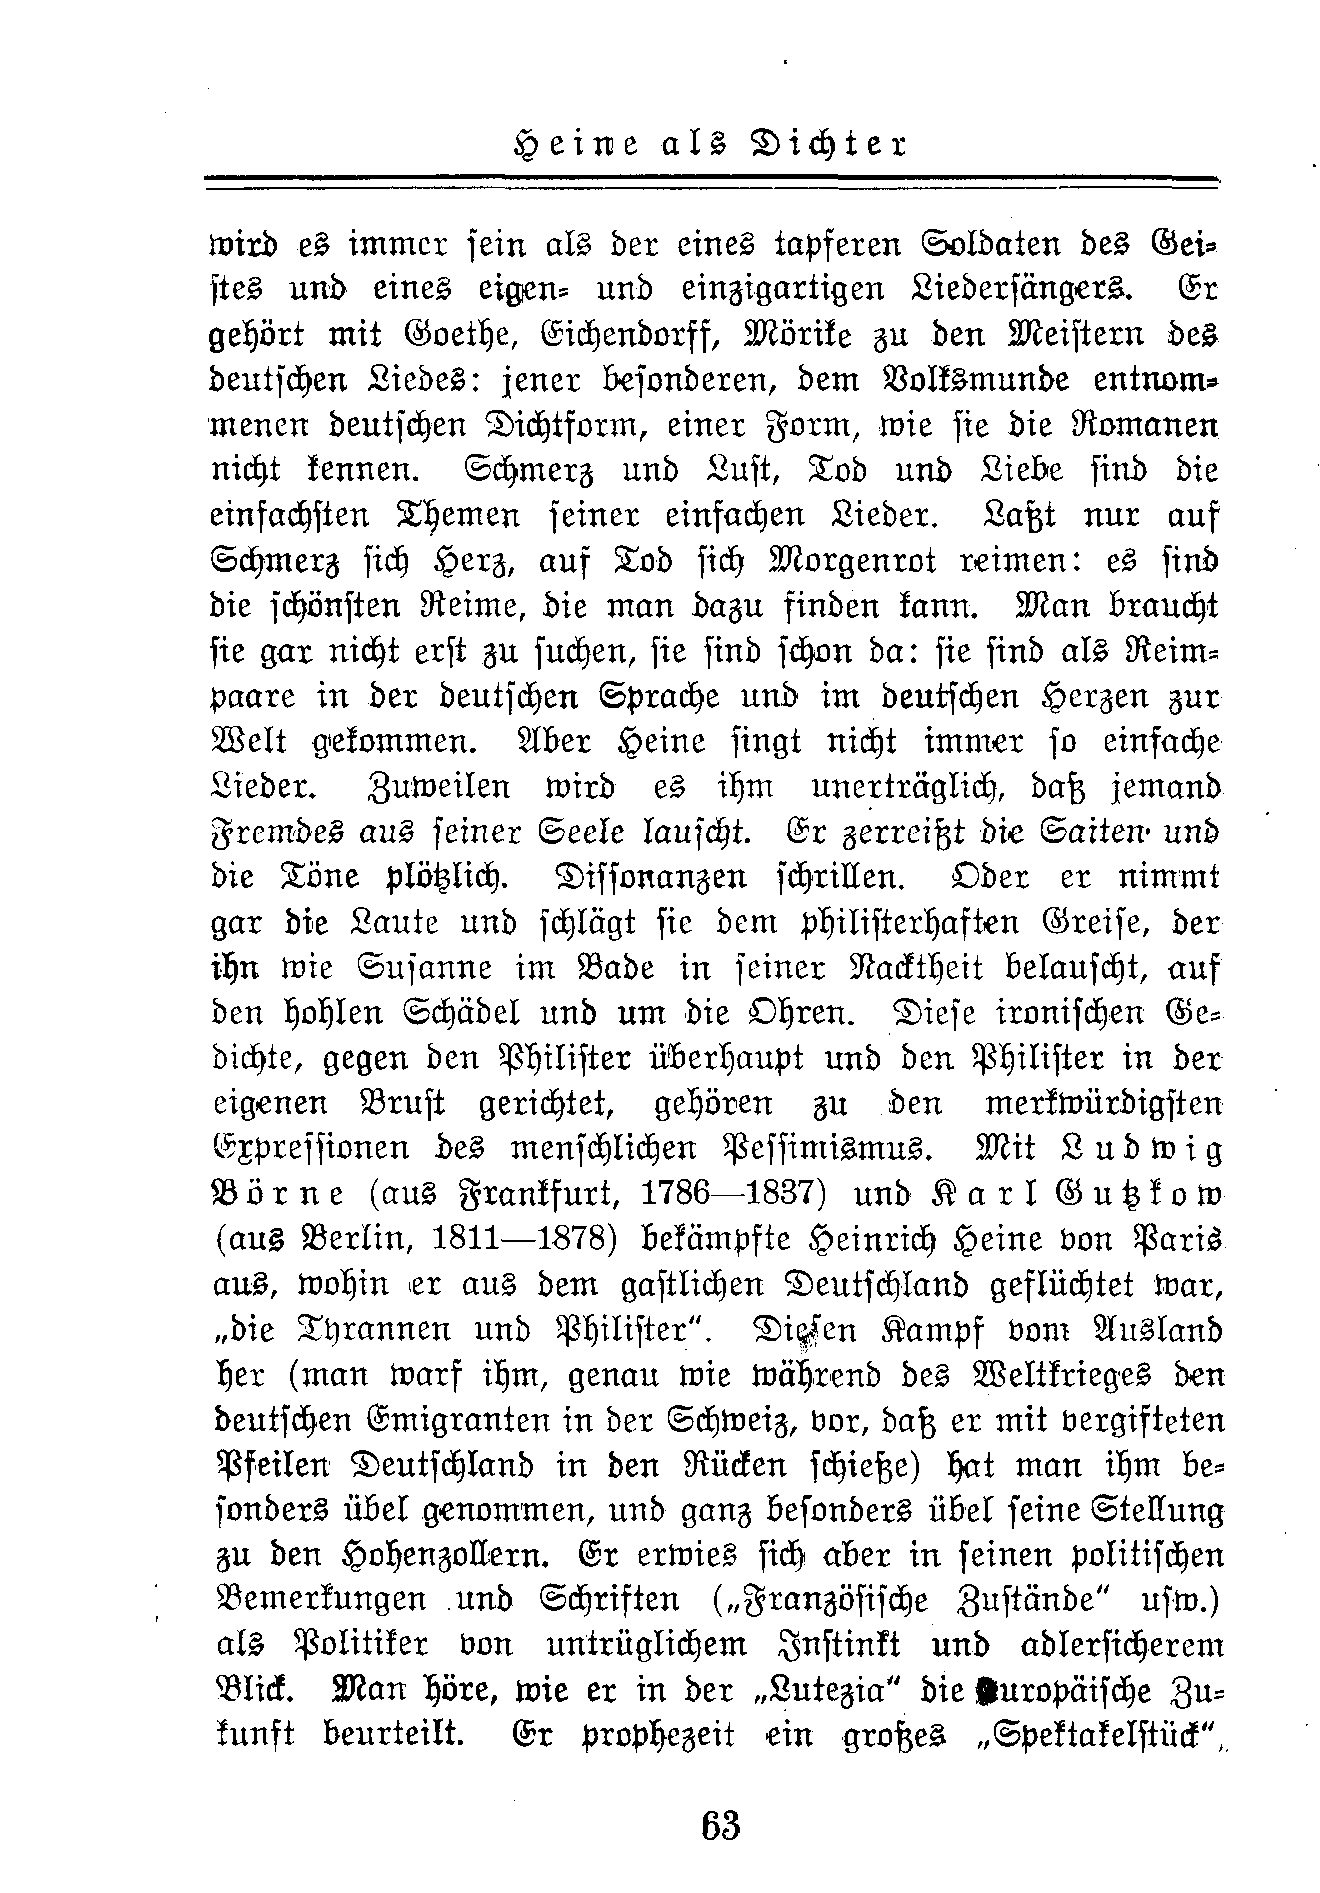 Heine als Dichter
wird es immer sein als der eines tapferen Soldaten des Gei-
stes und eines eigen- und einzigartigen Liedersängers. Er
gehört mit Goethe, Eichendorff, Mörike zu den Meistern des
deutschen Liedes: jener besonderen, dem Volksmunde entnom-
menen deutschen Dichtform, einer Form, wie sie die Romanen
nicht kennen. Schmerz und Lust, Tod und Liebe sind die
einfachsten Themen seiner einfachen Lieder. Laßt nur auf
Schmerz sich Herz, auf Tod sich Morgenrot reimen: es sind
die schönsten Reime, die man dazu finden kann. Man braucht
sie gar nicht erst zu suchen, sie sind schon da: sie sind als Reim-
paare in der deutschen Sprache und im deutschen Herzen zur
Welt gekommen. Aber Heine singt nicht immer so einfache
Lieder. Zuweilen wird es ihm unerträglich, daß jemand
Fremdes aus seiner Seele lauscht. Er zerreißt die Saiten und
die Töne plötzlich. Dissonanzen schrillen. Oder er nimmt
gar die Laute und schlägt sie dem philisterhaften Greise, der
ihn wie Susanne im Bade in seiner Nacktheit belauscht, auf
den hohlen Schädel und um die Ohren. Diese ironischen Ge-
dichte, gegen den Philister überhaupt und den Philister in der
eigenen Brust gerichtet, gehören zu den merkwürdigsten
Expressionen des menschlichen Pessimismus. Mit Ludwig
Börne (aus Frankfurt, 1786—1837) und Karl Gutzkow
(aus Berlin, 1811—1878) bekämpfte Heinrich Heine von Paris
aus, wohin er aus dem gastlichen Deutschland geflüchtet war,
„die Tyrannen und Philister“. Diesen Kampf vom Ausland
her (man warf ihm, genau wie während des Weltkrieges den
deutschen Emigranten in der Schweiz, vor, daß er mit vergifteten
Pfeilen Deutschland in den Rücken schieße) hat man ihm be-
sonders übel genommen, und ganz besonders übel seine Stellung
zu den Hohenzollern. Er erwies sich aber in seinen politischen
Bemerkungen und Schriften („Französische Zustände“ usw.)
als Politiker von untrüglichem Instinkt und adlersicherem
Blick. Man höre, wie er in der „Lutezia“ die europäische Zu-
kunft beurteilt. Er prophezeit ein großes „Spektakelstück“,
63